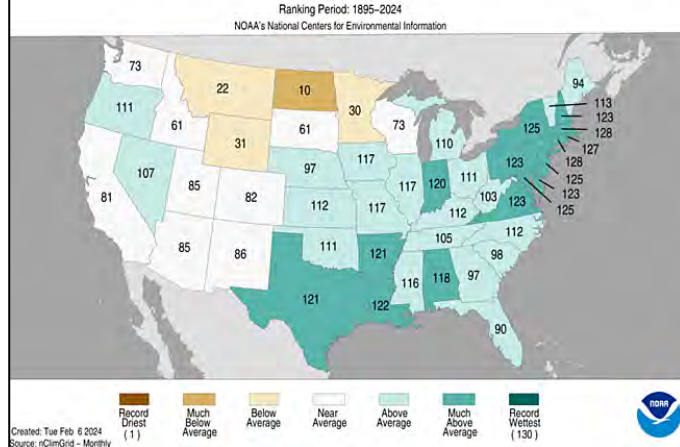 Ranking Period: 1895-2024
NOAA's National Centers for Environmental Information
73
94
22
10
113
111
30
123
125
128
61
61
73
127
110
31
128
97
117
123
125
107
111
123
85
117
120
103
125
82
123
81
112
117
112
112
105
111
121
98
85
86
116
118
97
121
122
90
Record
Driest
( 1 )
Much
Below
Average
Below
Average
Near
Average
Above
Average
Much
Above
Average
Record
Wettest
( 130 )
NOAA
Created: Tue Feb 6 2024
Source: nClimGrid - Monthly